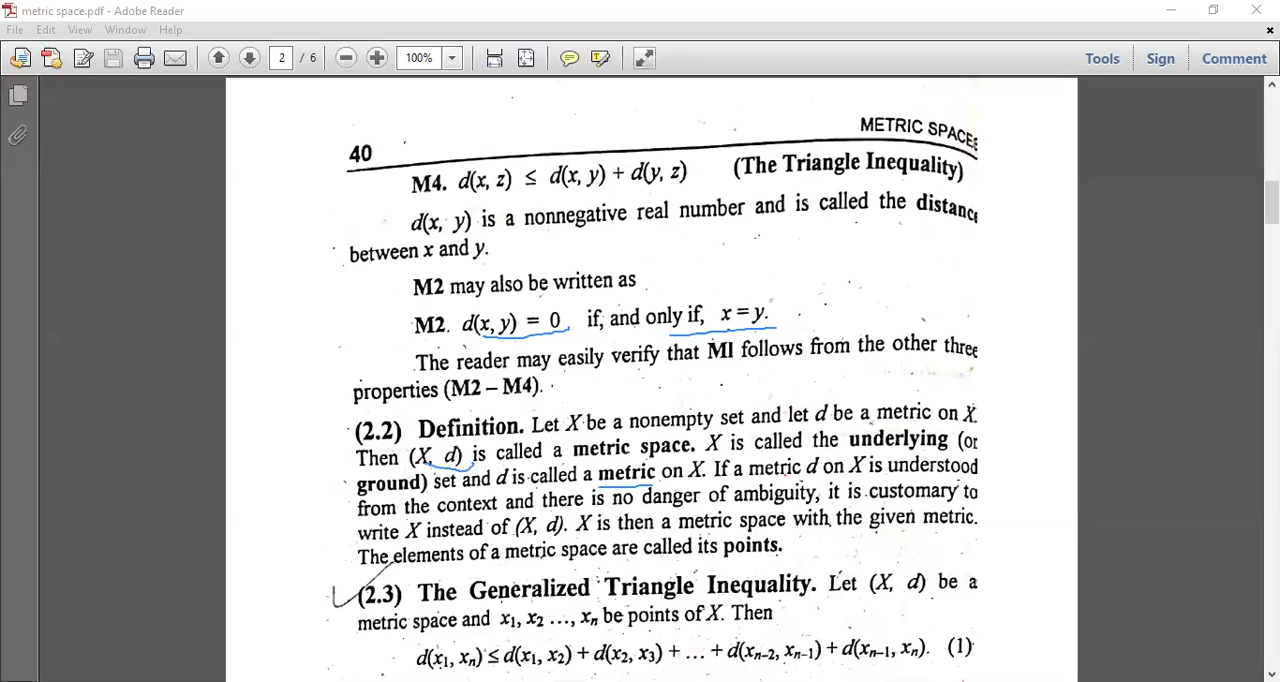 metric space.pdf - Adobe Reader
File Edit View Window Help
2 / 6 100% Tools Sign Comment
40 METRIC SPACES
M4. d(x, z) ≤ d(x, y) + d(y, z) (The Triangle Inequality)
d(x, y) is a nonnegative real number and is called the distance
between x and y.
M2 may also be written as
M2. d(x, y) = 0 if, and only if, x = y.
The reader may easily verify that M1 follows from the other three
properties (M2 – M4).
(2.2) Definition. Let X be a nonempty set and let d be a metric on X.
Then (X, d) is called a metric space. X is called the underlying (or
ground) set and d is called a metric on X. If a metric d on X is understood
from the context and there is no danger of ambiguity, it is customary to
write X instead of (X, d). X is then a metric space with the given metric.
The elements of a metric space are called its points.
(2.3) The Generalized Triangle Inequality. Let (X, d) be a
metric space and x₁, x₂ ..., xₙ be points of X. Then
d(x₁, xₙ) ≤ d(x₁, x₂) + d(x₂, x₃) + ... + d(xₙ₋₂, xₙ₋₁) + d(xₙ₋₁, xₙ). (1)